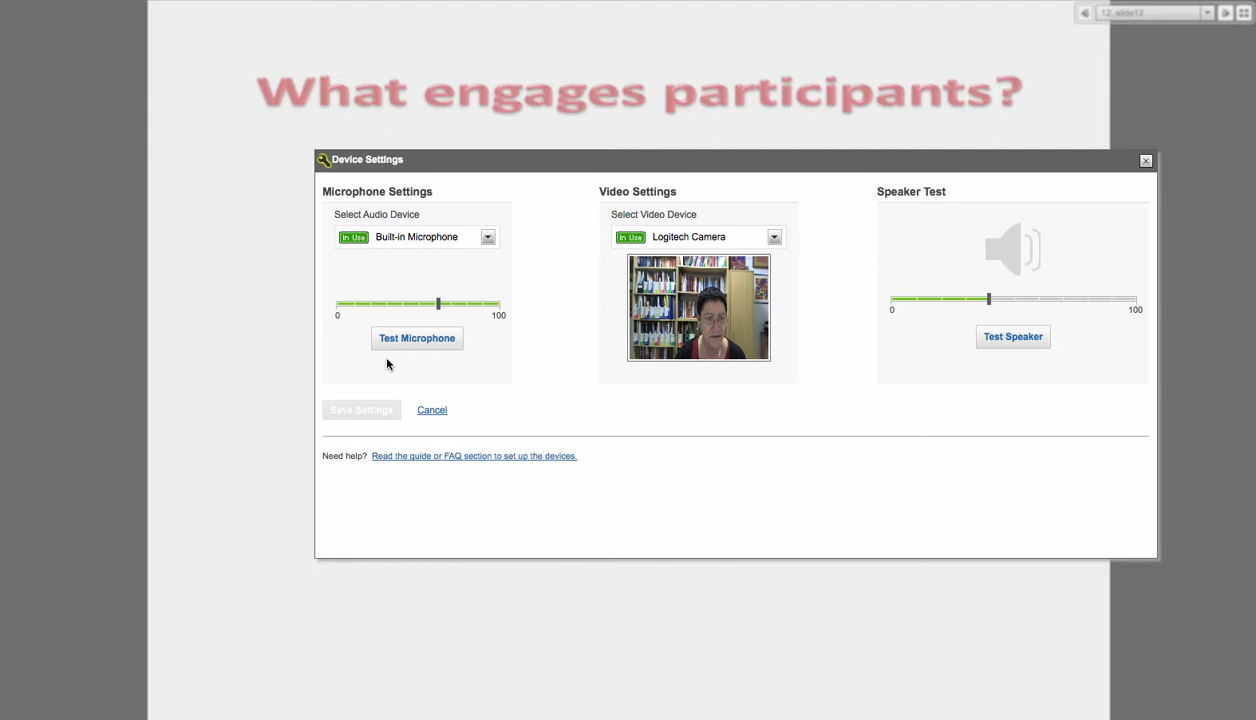 12. slide12
What engages participants?
Device Settings
Microphone Settings
Select Audio Device
In Use Built-in Microphone
0 100
Test Microphone
Video Settings
Select Video Device
In Use Logitech Camera
Speaker Test
0 100
Test Speaker
Save Settings Cancel
Need help? Read the guide or FAQ section to set up the devices.